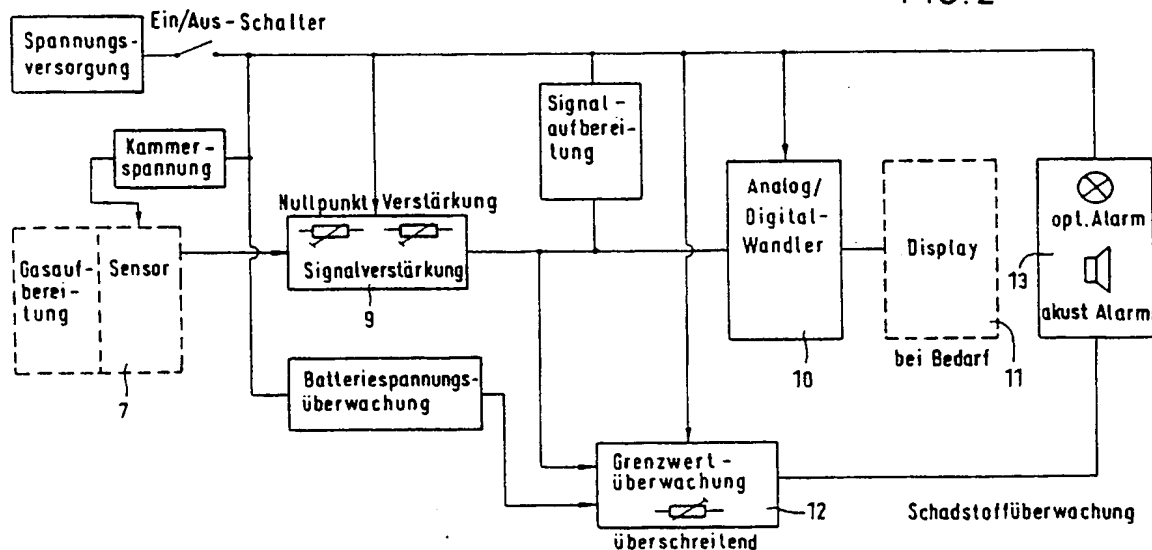 FIG. 2
Ein/Aus-Schalter
Spannungs-
versorgung
Kammer-
spannung
Signal-
aufberei-
tung
Nullpunkt Verstärkung
Signalverstärkung
9
Gasauf-
berei-
tung
Sensor
7
Analog/
Digital-
Wandler
10
Display
bei Bedarf
11
opt. Alarm
13
akust Alarm
Batteriespannungs-
überwachung
Grenzwert-
überwachung
12
überschreitend
Schadstoffüberwachung